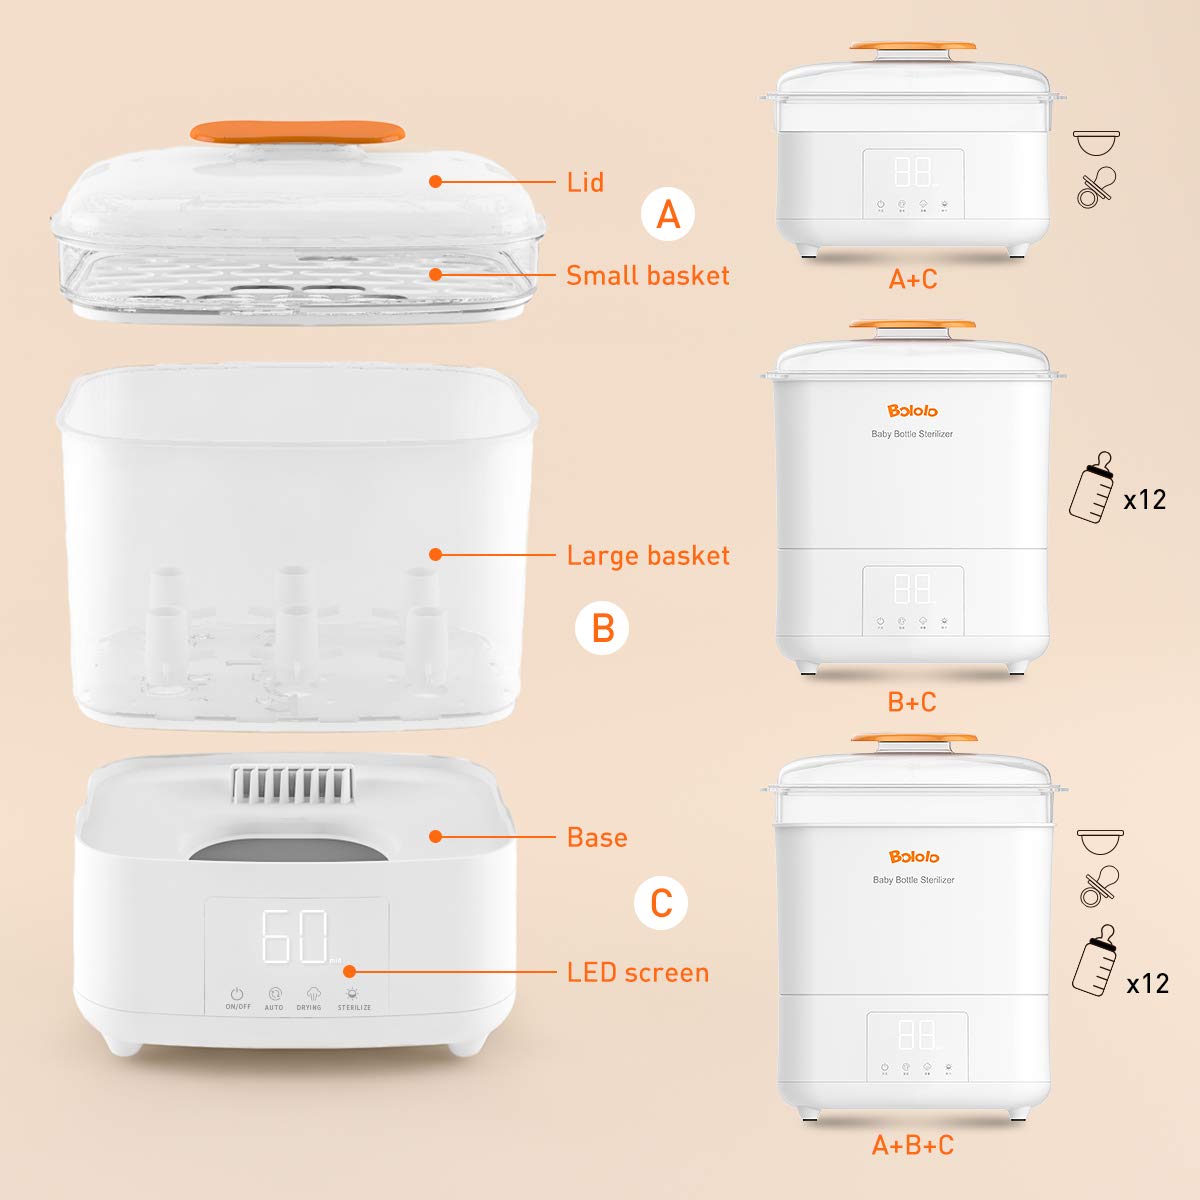 Lid
A
Small basket
Large basket
B
Base
C
60 min
LED screen
ON/OFF AUTO DRYING STERILIZE
88
A+C
Bololo
Baby Bottle Sterilizer
x12
88
B+C
Bololo
Baby Bottle Sterilizer
x12
88
A+B+C